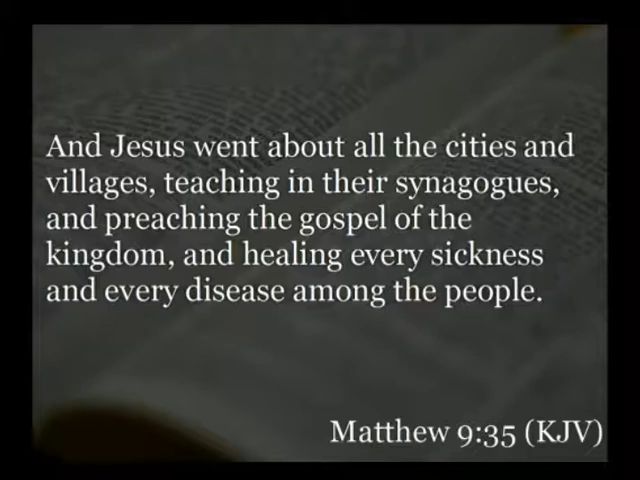 And Jesus went about all the cities and
villages, teaching in their synagogues,
and preaching the gospel of the
kingdom, and healing every sickness
and every disease among the people.
Matthew 9:35 (KJV)